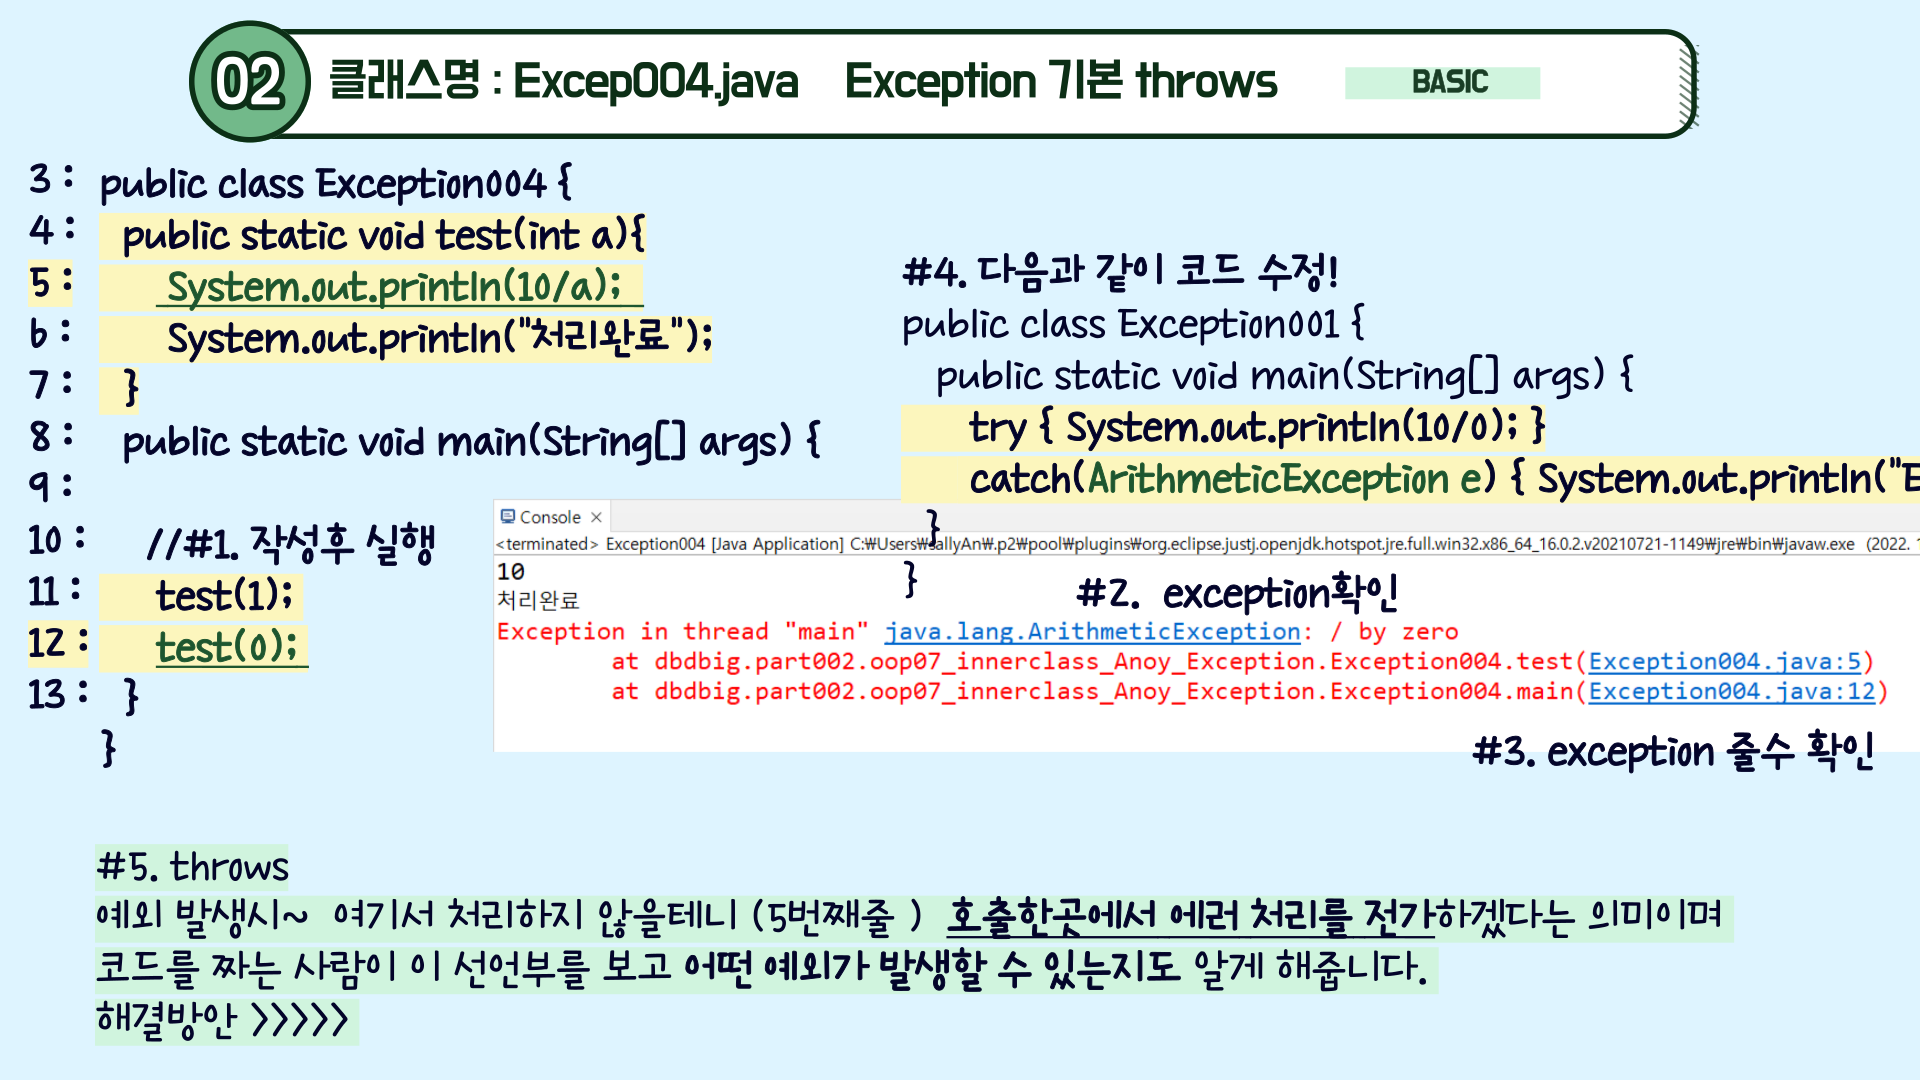 02 클래스명 : Excep004.java Exception 기본 throws BASIC
3 : public class Exception004 {
4 : public static void test(int a){
5 : System.out.println(10/a);
6 : System.out.println("처리완료");
7 : }
8 : public static void main(String[] args) {
9 :
10 : //#1. 작성후 실행
11 : test(1);
12 : test(0);
13 : }
}
#4. 다음과 같이 코드 수정!
public class Exception001 {
public static void main(String[] args) {
try { System.out.println(10/0); }
catch(ArithmeticException e) { System.out.println("E
}
}
Console
<terminated> Exception004 [Java Application] C:₩Users₩sallyAn₩.p2₩pool₩plugins₩org.eclipse.justj.openjdk.hotspot.jre.full.win32.x86_64_16.0.2.v20210721-1149₩jre₩bin₩javaw.exe (2022. 1
10
처리완료
#2. exception확인
Exception in thread "main" java.lang.ArithmeticException: / by zero
at dbdbig.part002.oop07_innerclass_Anoy_Exception.Exception004.test(Exception004.java:5)
at dbdbig.part002.oop07_innerclass_Anoy_Exception.Exception004.main(Exception004.java:12)
#3. exception 줄수 확인
#5. throws
예외 발생시~ 여기서 처리하지 않을테니 (5번째줄 ) 호출한곳에서 에러 처리를 전가하겠다는 의미이며
코드를 짜는 사람이 이 선언부를 보고 어떤 예외가 발생할 수 있는지도 알게 해줍니다.
해결방안 >>>>>